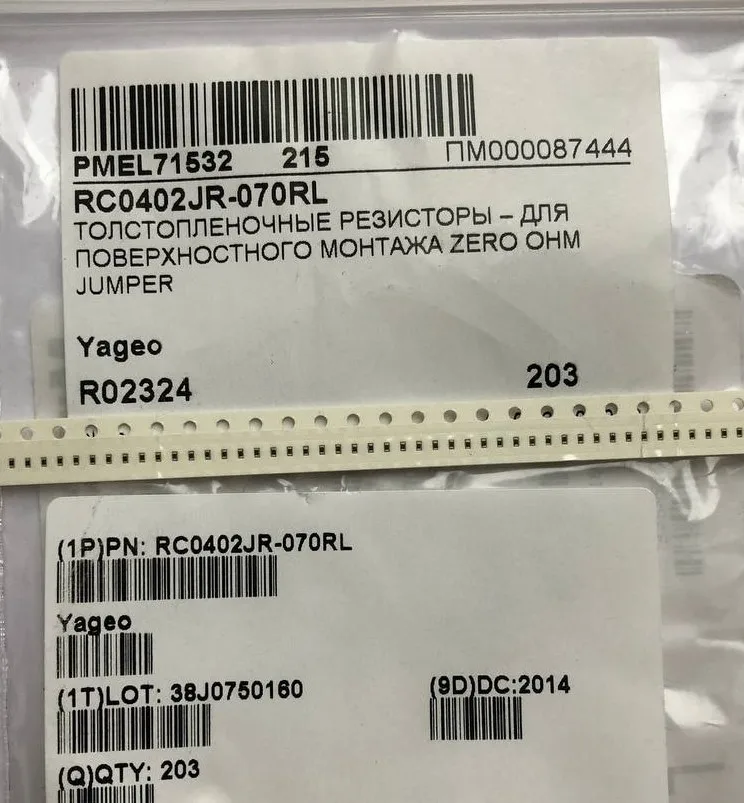 PMEL71532 215 ПМ000087444
RC0402JR-070RL
ТОЛСТОПЛЕНОЧНЫЕ РЕЗИСТОРЫ – ДЛЯ
ПОВЕРХНОСТНОГО МОНТАЖА ZERO OHM
JUMPER
Yageo
R02324 203
(1P)PN: RC0402JR-070RL
Yageo
(1T)LOT: 38J0750160 (9D)DC:2014
(Q)QTY: 203